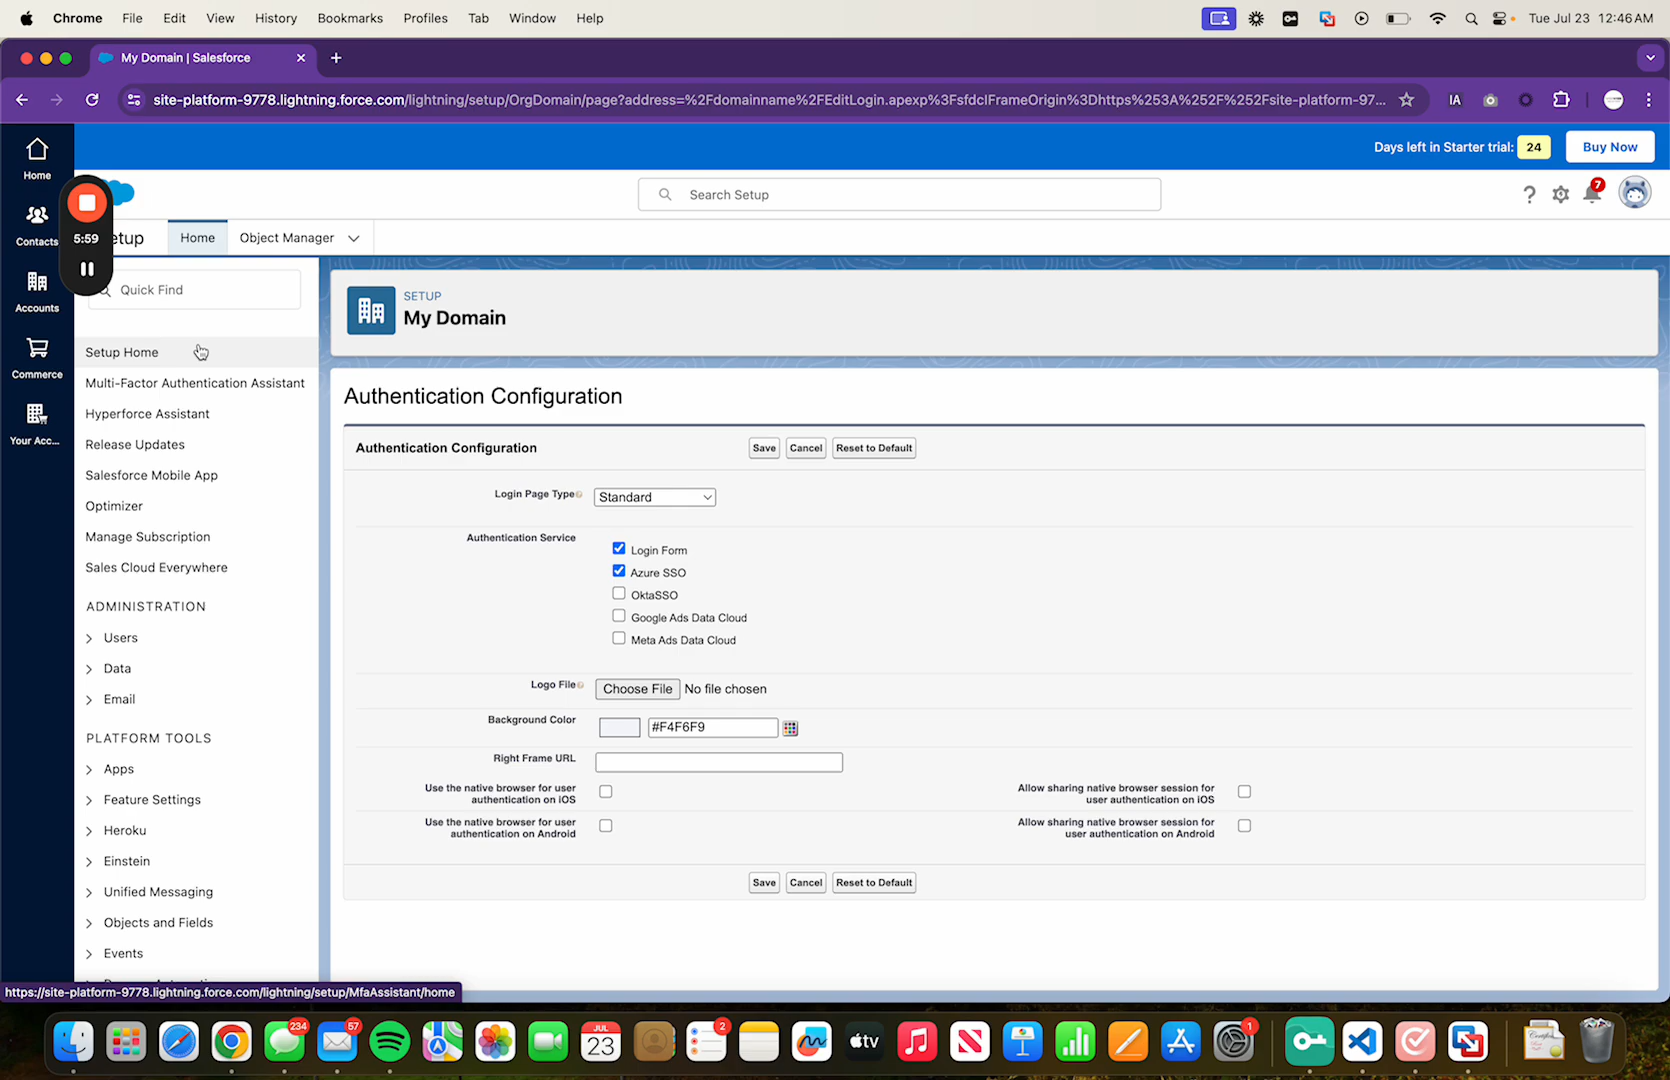 Chrome File Edit View History Bookmarks Profiles Tab Window Help Tue Jul 23 12:46 AM
My Domain | Salesforce
site-platform-9778.lightning.force.com/lightning/setup/OrgDomain/page?address=%2Fdomainname%2FEditLogin.apexp%3FsfdcIFrameOrigin%3Dhttps%253A%252F%252Fsite-platform-97... IA
Days left in Starter trial: 24 Buy Now
Home
Search Setup 7
Contacts
5:59
etup Home Object Manager
Accounts
Commerce
Your Acc...
Quick Find
Setup Home
Multi-Factor Authentication Assistant
Hyperforce Assistant
Release Updates
Salesforce Mobile App
Optimizer
Manage Subscription
Sales Cloud Everywhere
ADMINISTRATION
Users
Data
Email
PLATFORM TOOLS
Apps
Feature Settings
Heroku
Einstein
Unified Messaging
Objects and Fields
Events
SETUP
My Domain
Authentication Configuration
Authentication Configuration Save Cancel Reset to Default
Login Page Type Standard
Authentication Service
Login Form
Azure SSO
OktaSSO
Google Ads Data Cloud
Meta Ads Data Cloud
Logo File Choose File No file chosen
Background Color #F4F6F9
Right Frame URL
Use the native browser for user
authentication on iOS
Allow sharing native browser session for
user authentication on iOS
Use the native browser for user
authentication on Android
Allow sharing native browser session for
user authentication on Android
Save Cancel Reset to Default
https://site-platform-9778.lightning.force.com/lightning/setup/MfaAssistant/home
234 57 JUL 23 2 tv 1